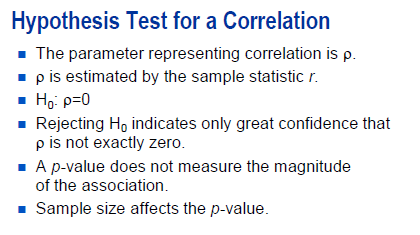 Hypothesis Test for a Correlation
▪ The parameter representing correlation is ρ.
▪ ρ is estimated by the sample statistic r.
▪ H₀: ρ=0
▪ Rejecting H₀ indicates only great confidence that
ρ is not exactly zero.
▪ A p-value does not measure the magnitude
of the association.
▪ Sample size affects the p-value.